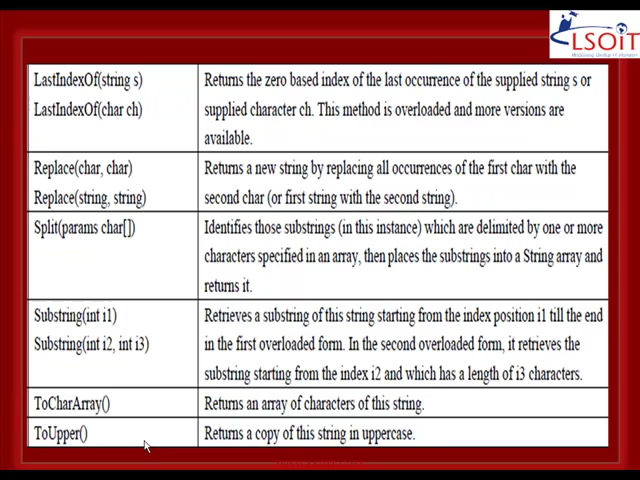 LSOiT
LastIndexOf(string s)
LastIndexOf(char ch)
Returns the zero based index of the last occurrence of the supplied string s or
supplied character ch. This method is overloaded and more versions are
available.
Replace(char, char)
Replace(string, string)
Returns a new string by replacing all occurrences of the first char with the
second char (or first string with the second string).
Split(params char[])
Identifies those substrings (in this instance) which are delimited by one or more
characters specified in an array, then places the substrings into a String array and
returns it.
Substring(int i1)
Substring(int i2, int i3)
Retrieves a substring of this string starting from the index position i1 till the end
in the first overloaded form. In the second overloaded form, it retrieves the
substring starting from the index i2 and which has a length of i3 characters.
ToCharArray()
Returns an array of characters of this string.
ToUpper()
Returns a copy of this string in uppercase.